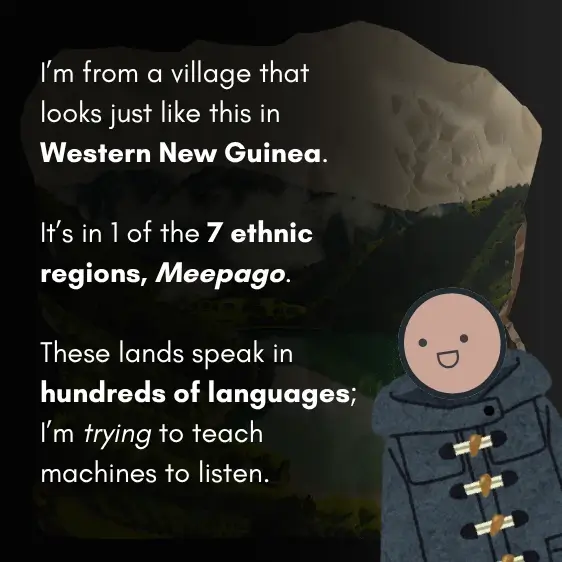 I'm from a village that
looks just like this in
Western New Guinea.
It's in 1 of the 7 ethnic
regions, Meepago.
These lands speak in
hundreds of languages;
I'm trying to teach
machines to listen.